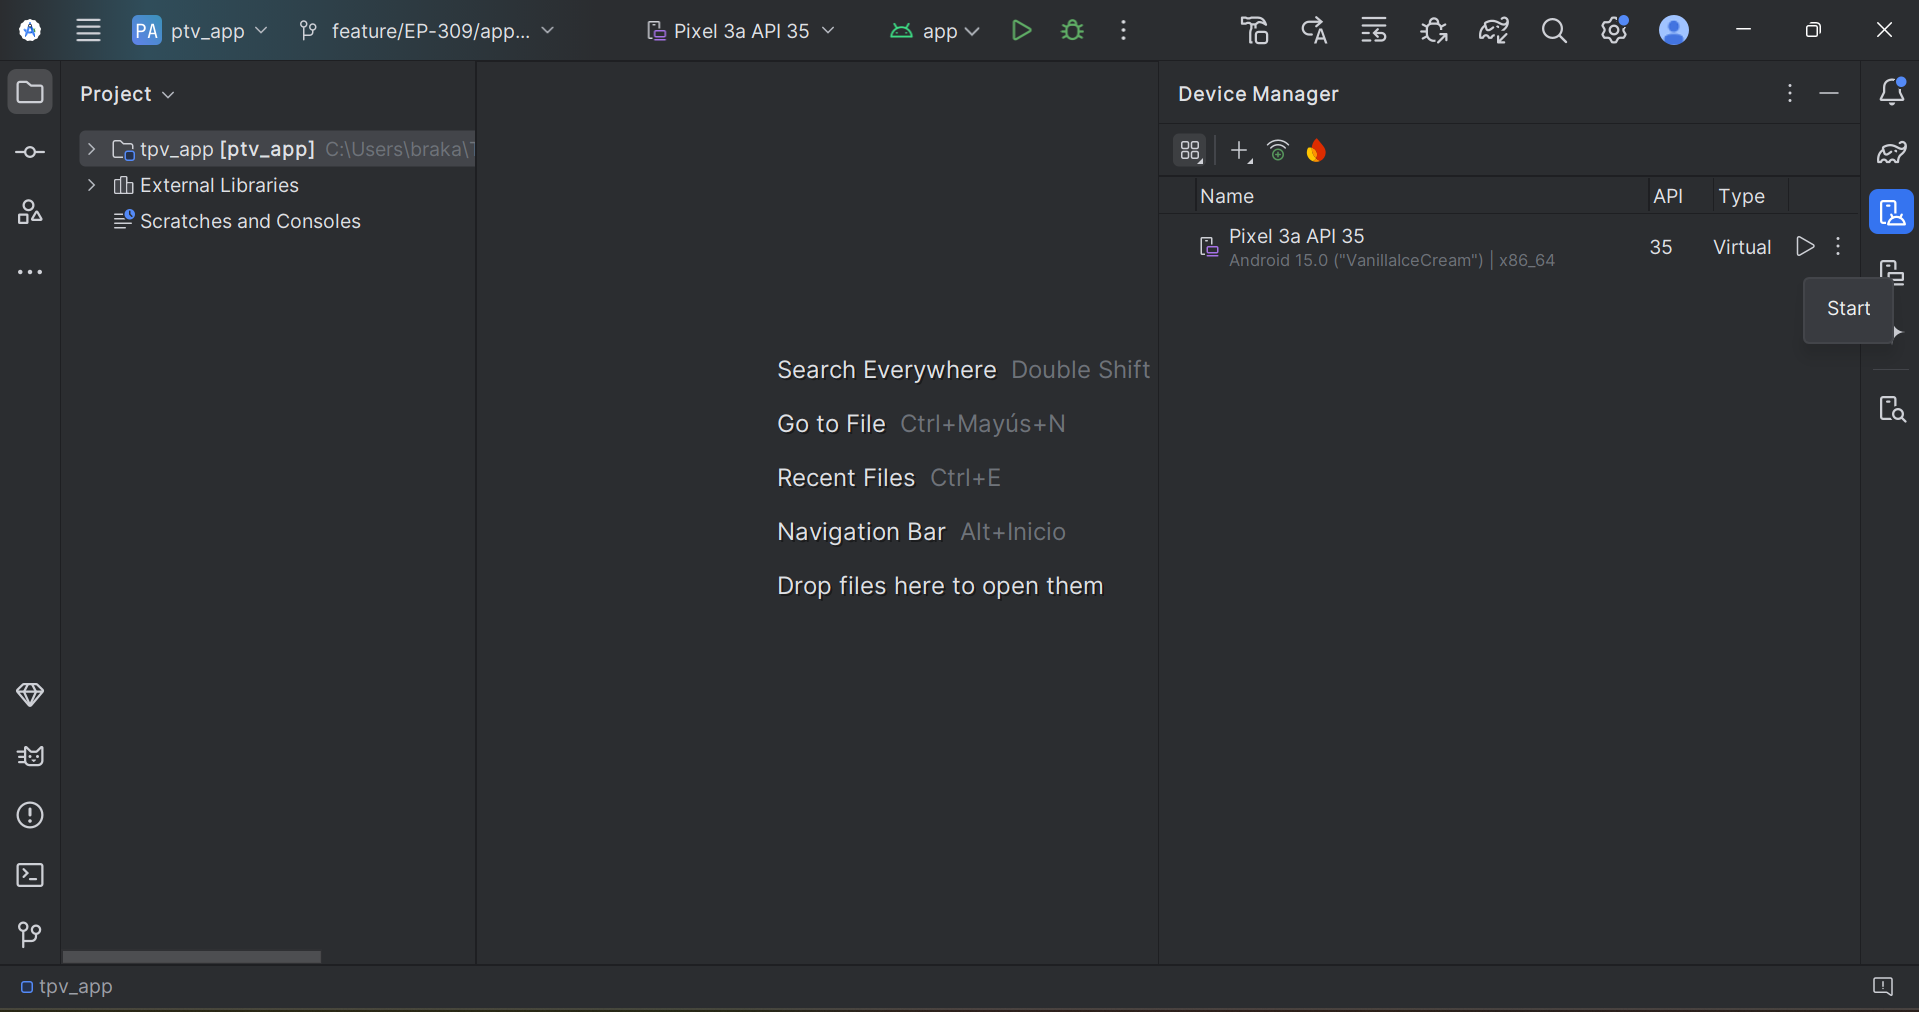 PA ptv_app feature/EP-309/app... Pixel 3a API 35 app
Project
tpv_app [ptv_app] C:\Users\braka\
External Libraries
Scratches and Consoles
Search Everywhere Double Shift
Go to File Ctrl+Mayús+N
Recent Files Ctrl+E
Navigation Bar Alt+Inicio
Drop files here to open them
Device Manager
Name API Type
Pixel 3a API 35
Android 15.0 ("VanillaIceCream") | x86_64
35 Virtual
Start
tpv_app